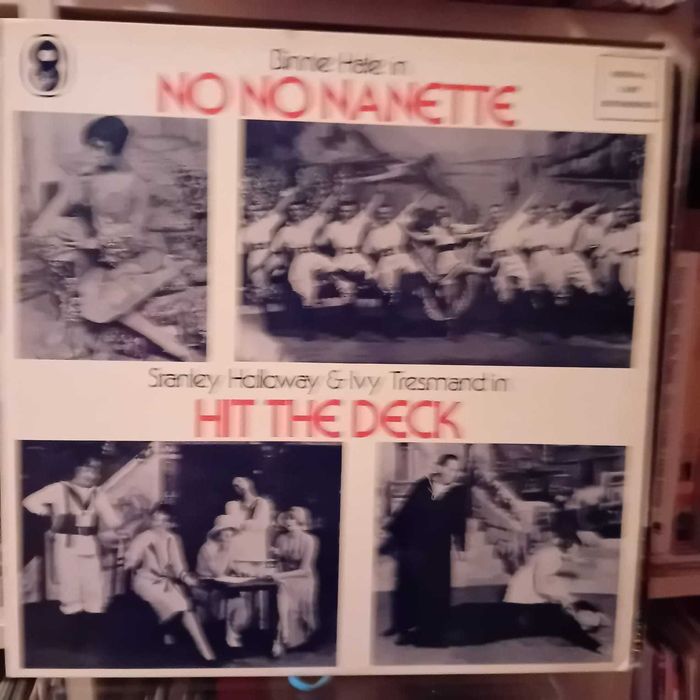 Binnie Hale in
NO NO NANETTE
Stanley Holloway & Ivy Tresmand in
HIT THE DECK